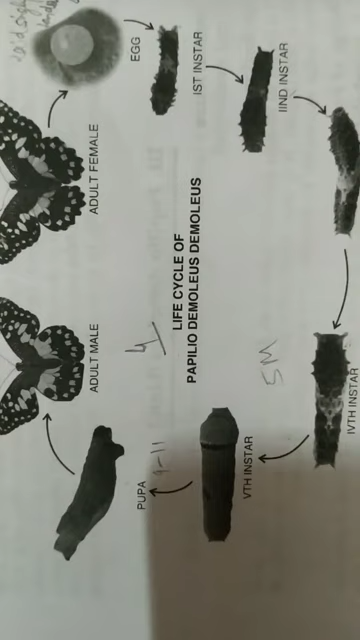 LIFE CYCLE OF
PAPILIO DEMOLEUS DEMOLEUS
EGG
IST INSTAR
IIND INSTAR
IVTH INSTAR
VTH INSTAR
PUPA
ADULT MALE
ADULT FEMALE
5M